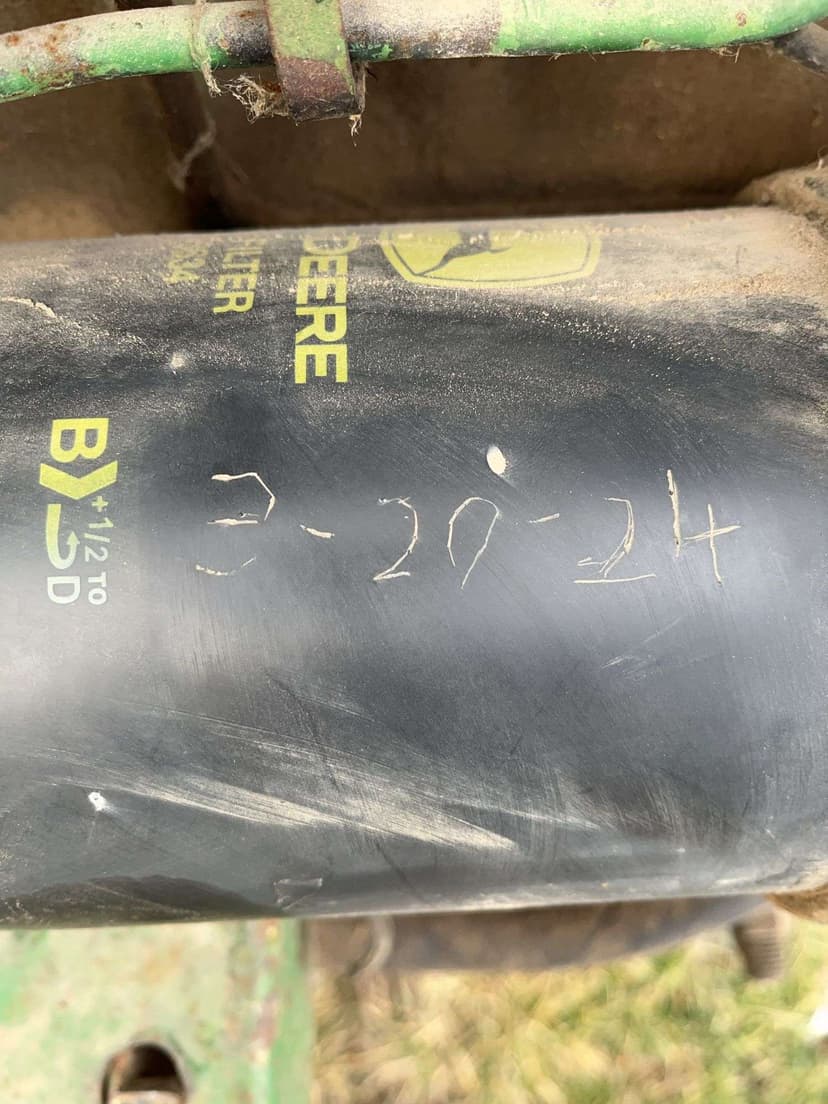 DEERE
FILTER
B
+1/2 TO
D
3-20-24